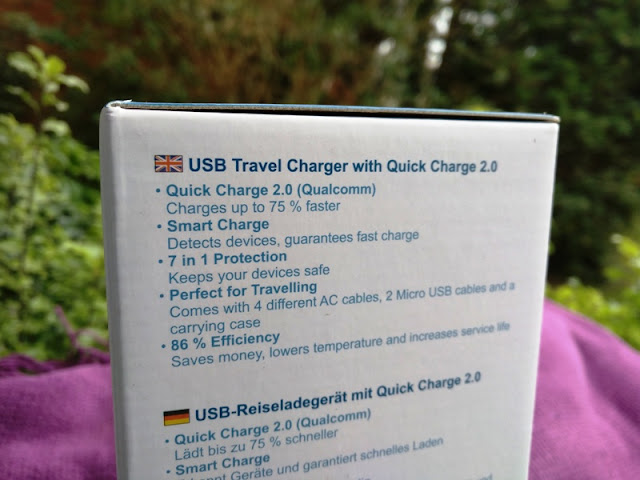 USB Travel Charger with Quick Charge 2.0
• Quick Charge 2.0 (Qualcomm)
Charges up to 75 % faster
• Smart Charge
Detects devices, guarantees fast charge
• 7 in 1 Protection
Keeps your devices safe
• Perfect for Travelling
Comes with 4 different AC cables, 2 Micro USB cables and a
carrying case
• 86 % Efficiency
Saves money, lowers temperature and increases service life
USB-Reiseladegerät mit Quick Charge 2.0
• Quick Charge 2.0 (Qualcomm)
Lädt bis zu 75 % schneller
• Smart Charge
Geräte und garantiert schnelles Laden